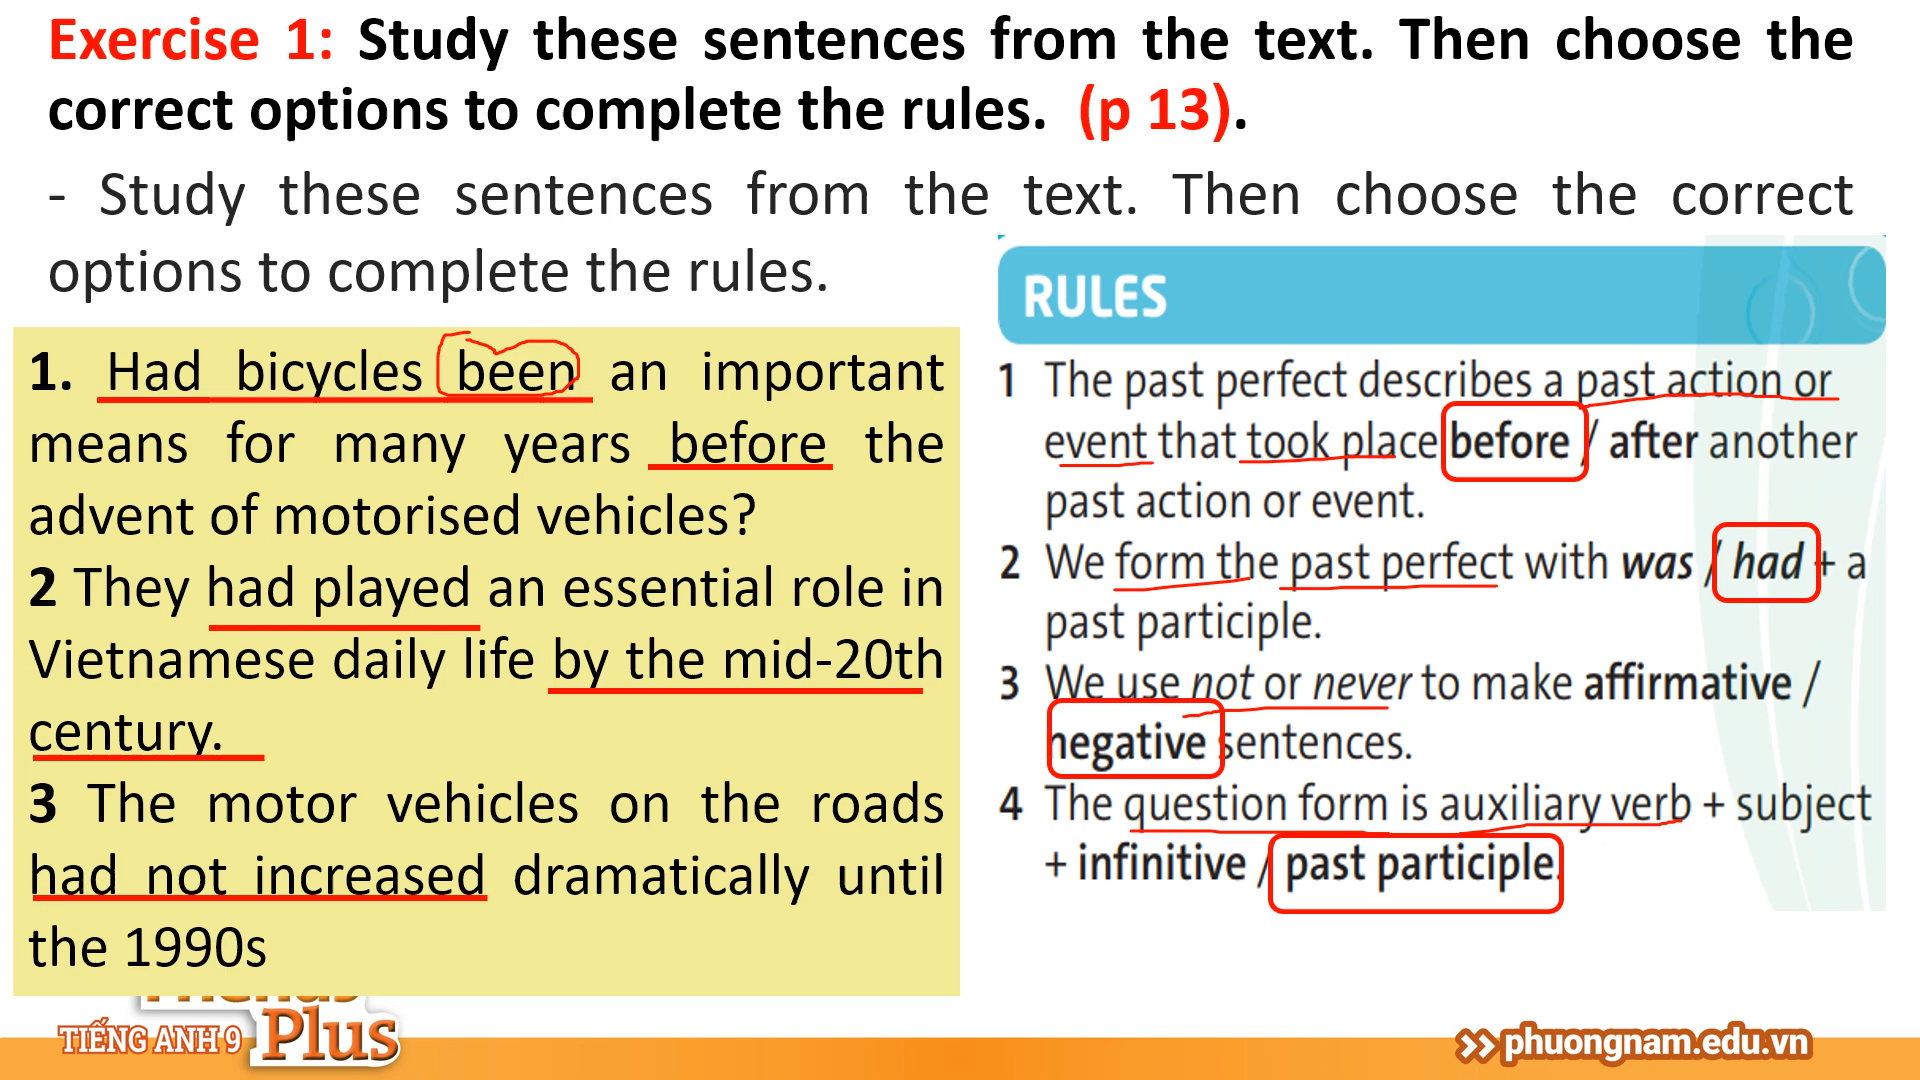 Exercise 1: Study these sentences from the text. Then choose the
correct options to complete the rules. (p 13).
- Study these sentences from the text. Then choose the correct
options to complete the rules.
1. Had bicycles been an important
means for many years before the
advent of motorised vehicles?
2 They had played an essential role in
Vietnamese daily life by the mid-20th
century.
3 The motor vehicles on the roads
had not increased dramatically until
the 1990s
RULES
1 The past perfect describes a past action or
event that took place before / after another
past action or event.
2 We form the past perfect with was / had + a
past participle.
3 We use not or never to make affirmative /
negative sentences.
4 The question form is auxiliary verb + subject
+ infinitive / past participle.
Friends
Plus
TIẾNG ANH 9
phuongnam.edu.vn